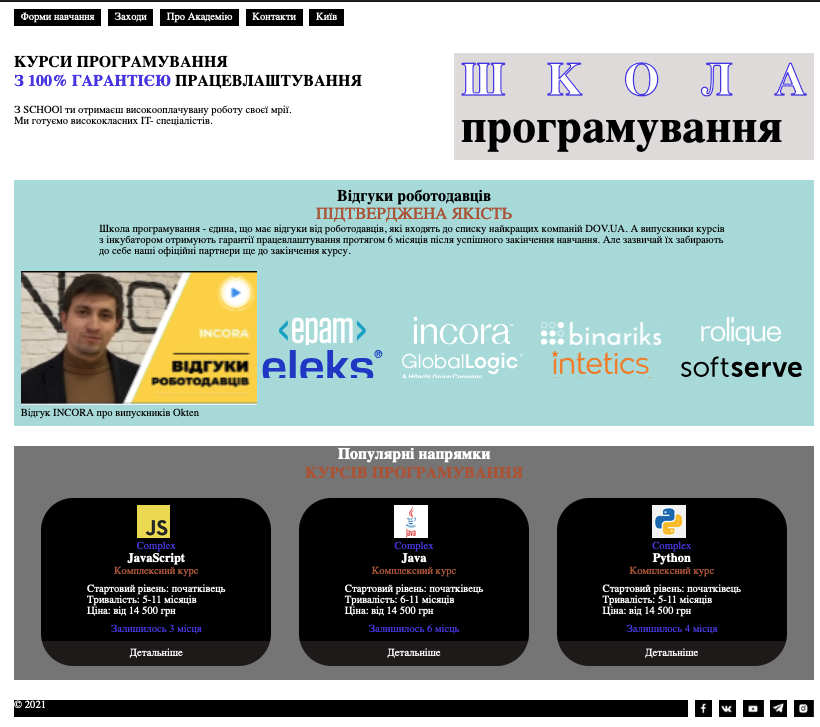 Форми навчання Заходи Про Академію Контакти Київ
КУРСИ ПРОГРАМУВАННЯ
З 100% ГАРАНТІЄЮ ПРАЦЕВЛАШТУВАННЯ
З SCHOOl ти отримаєш високооплачувану роботу своєї мрії.
Ми готуємо висококласних ІТ- спеціалістів.
Ш К О Л А
програмування
Відгуки роботодавців
ПІДТВЕРДЖЕНА ЯКІСТЬ
Школа програмування - єдина, що має відгуки від роботодавців, які входять до списку найкращих компаній DOV.UA. А випускники курсів
з інкубатором отримують гарантії працевлаштування протягом 6 місяців після успішного закінчення навчання. Але зазвичай їх забирають
до себе наші офіційні партнери ще до закінчення курсу.
INCORA
ВІДГУКИ
РОБОТОДАВЦІВ
Відгук INCORA про випускників Okten
<epam>
eleks®
incora
GlobalLogic
A Hitachi Group Company
binariks
intetics
rolique
softserve
Популярні напрямки
КУРСІВ ПРОГРАМУВАННЯ
JS
Complex
JavaScript
Комплексний курс
Стартовий рівень: початківець
Тривалість: 5-11 місяців
Ціна: від 14 500 грн
Залишилось 3 місця
Детальніше
Java
Complex
Java
Комплексний курс
Стартовий рівень: початківець
Тривалість: 6-11 місяців
Ціна: від 14 500 грн
Залишилось 6 місць
Детальніше
Complex
Python
Комплексний курс
Стартовий рівень: початківець
Тривалість: 5-11 місяців
Ціна: від 14 500 грн
Залишилось 4 місця
Детальніше
© 2021